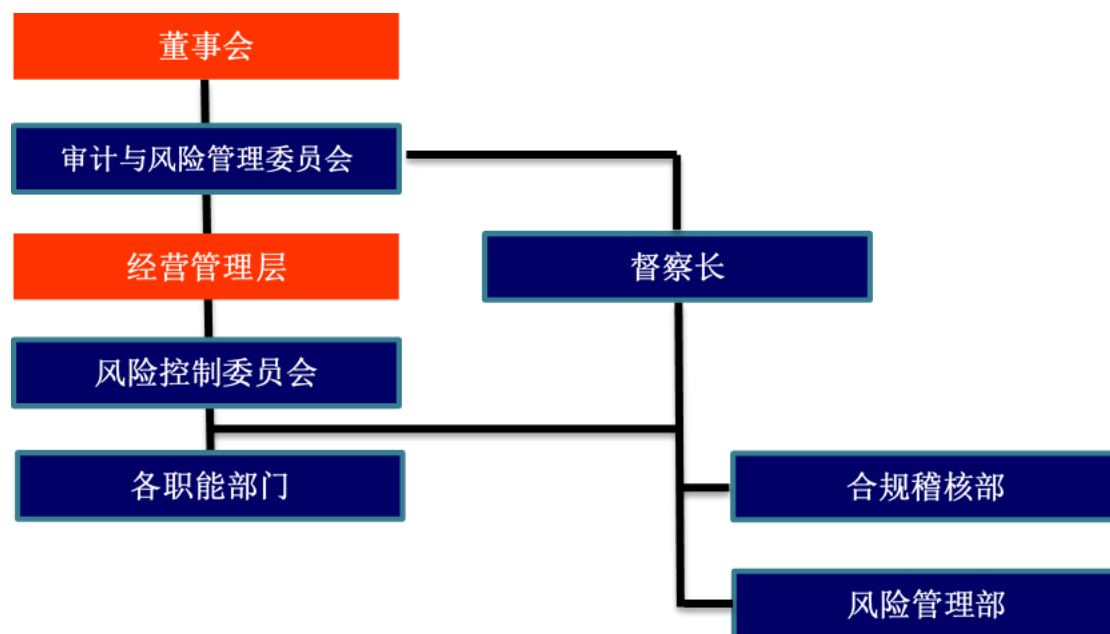 董事会
审计与风险管理委员会
经营管理层
督察长
风险控制委员会
各职能部门
合规稽核部
风险管理部